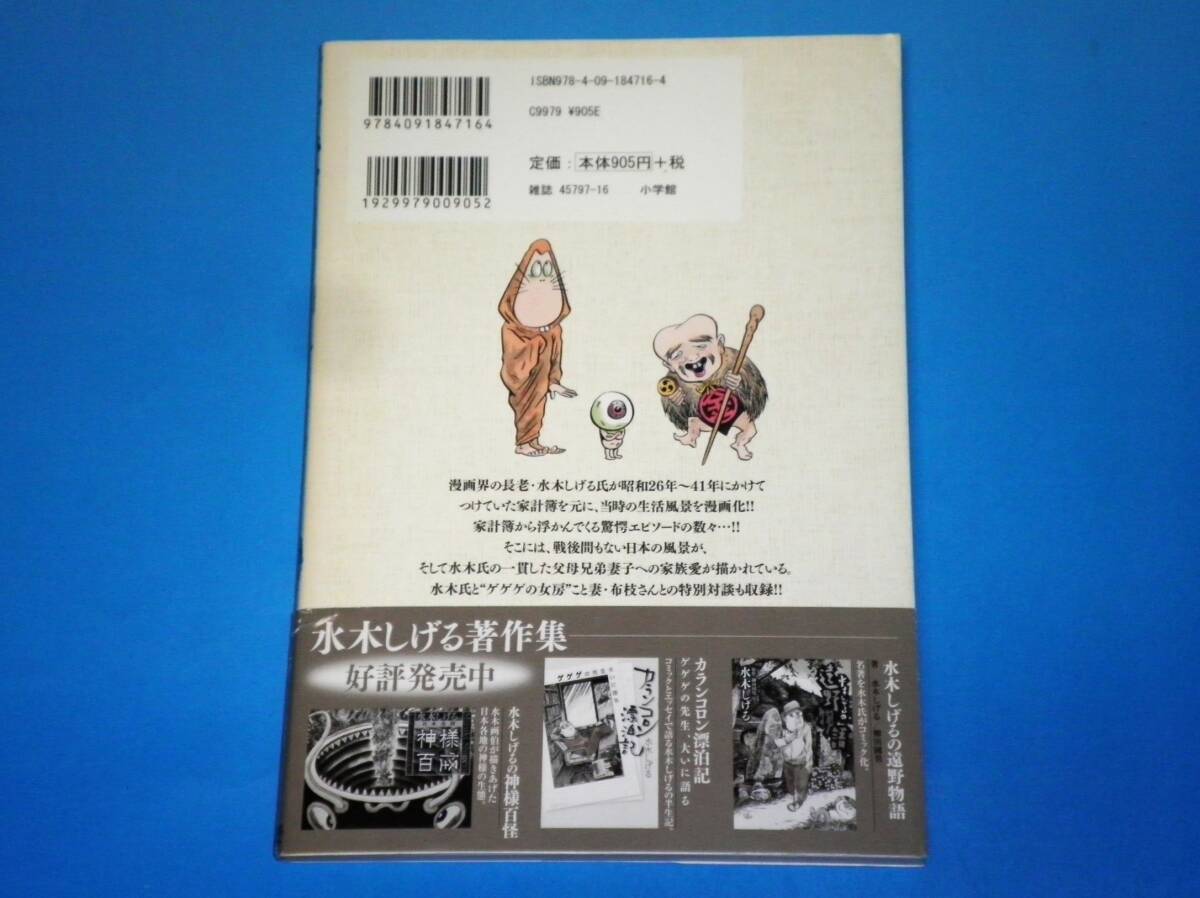 ISBN978-4-09-184716-4
C9979 ¥905E
9784091847164
定価：本体905円＋税
雑誌 45797-16 小学館
1929979009052
漫画界の長老・水木しげる氏が昭和26年〜41年にかけて
つけていた家計簿を元に、当時の生活風景を漫画化!!
家計簿から浮かんでくる驚愕エピソードの数々…!!
そこには、戦後間もない日本の風景が、
そして水木氏の一貫した父母兄弟妻子への家族愛が描かれている。
水木氏と“ゲゲゲの女房”こと妻・布枝さんとの特別対談も収録!!
水木しげる著作集
好評発売中
水木しげるの遠野物語
名著を水木氏がコミック化。
遠野物語
水木しげる
カランコロン漂泊記
ゲゲゲの先生、大いに語る
コミックとエッセイで語る水木しげるの半生記。
カランコロン
漂泊記
水木しげる
水木しげるの神様百怪
水木画伯が描きあげた
日本各地の神様の生態。
神様
百